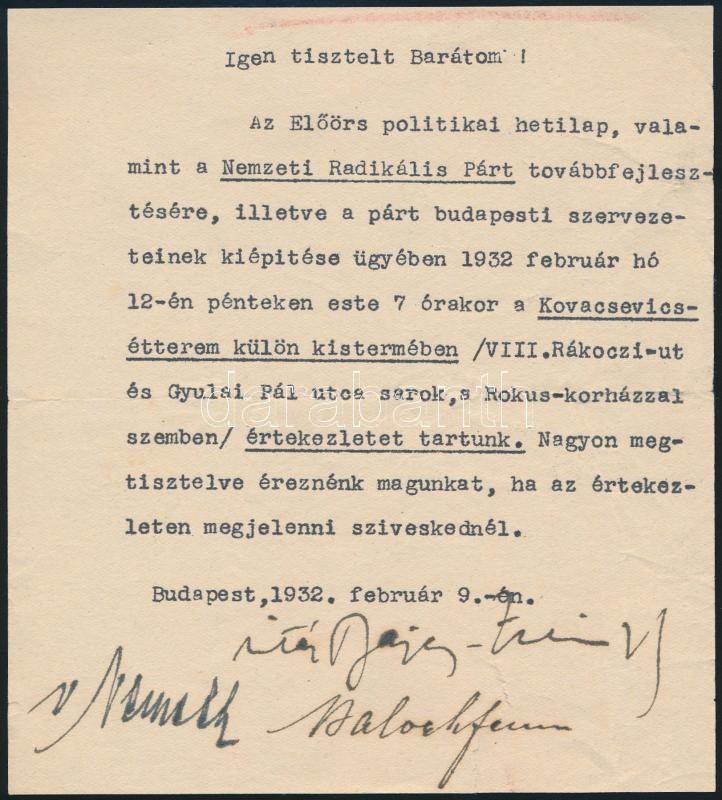 Igen tisztelt Barátom !
Az Előörs politikai hetilap, vala-
mint a Nemzeti Radikális Párt továbbfejlesz-
tésére, illetve a párt budapesti szerveze-
teinek kiépitése ügyében 1932 február hó
12-én pénteken este 7 órakor a Kovacsevics-
étterem külön kistermében /VIII.Rákoczi-ut
és Gyulai Pál utca sarok,s Rokus-korházzal
szemben/ értekezletet tartunk. Nagyon meg-
tisztelve éreznénk magunkat, ha az értekez-
leten megjelenni sziveskednél.
Budapest,1932. február 9.-én.
v Németh
darabanth